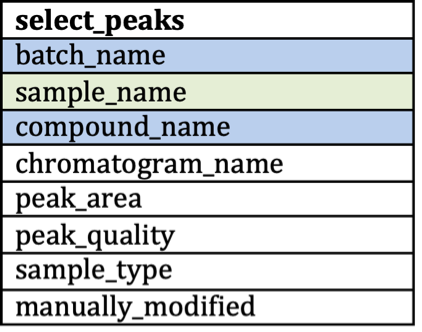 select_peaks
batch_name
sample_name
compound_name
chromatogram_name
peak_area
peak_quality
sample_type
manually_modified